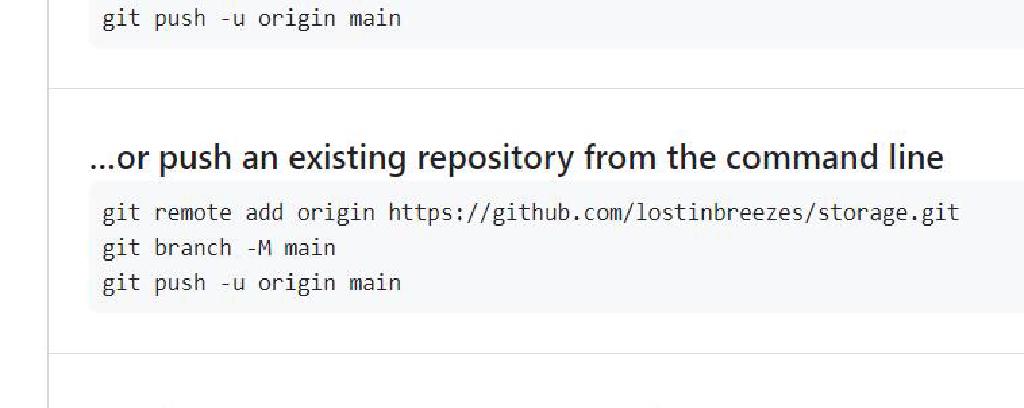 git push -u origin main
...or push an existing repository from the command line
git remote add origin https://github.com/lostinbreezes/storage.git
git branch -M main
git push -u origin main